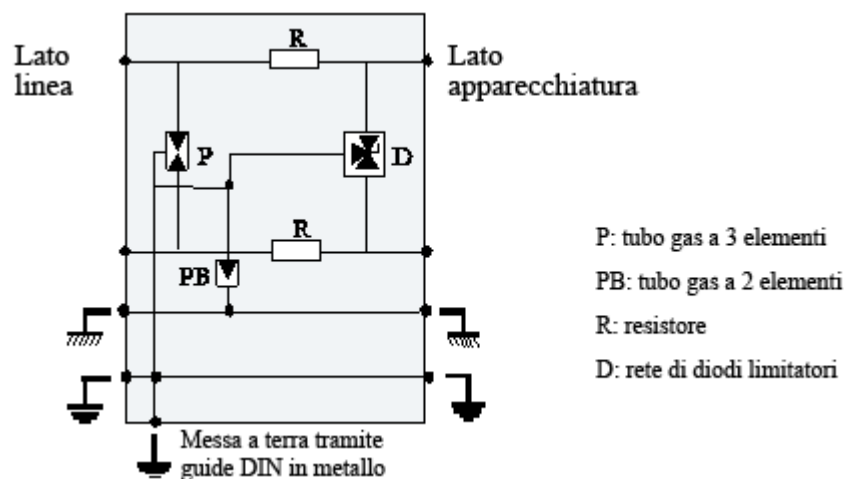 R
Lato
linea
Lato
apparecchiatura
P
D
R
PB
P: tubo gas a 3 elementi
PB: tubo gas a 2 elementi
R: resistore
D: rete di diodi limitatori
Messa a terra tramite
guide DIN in metallo